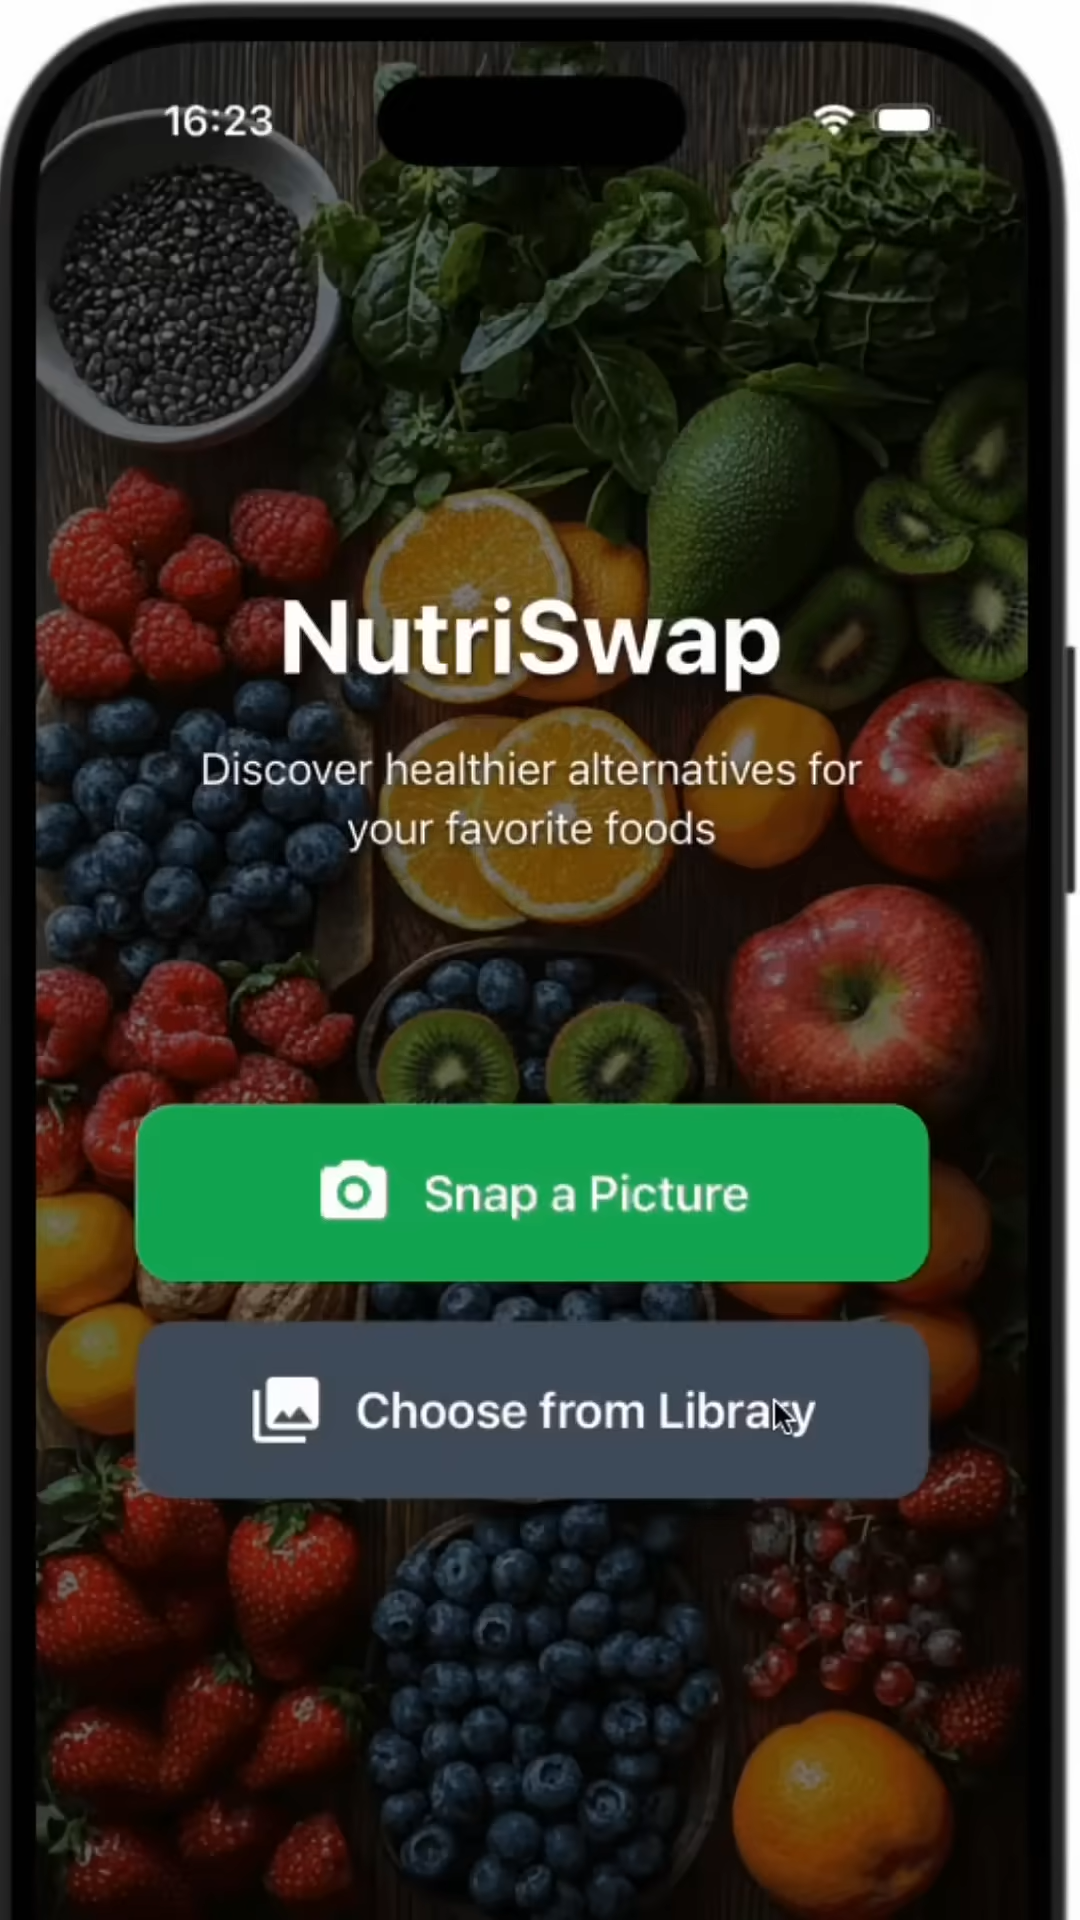 16:23
NutriSwap
Discover healthier alternatives for
your favorite foods
Snap a Picture
Choose from Library